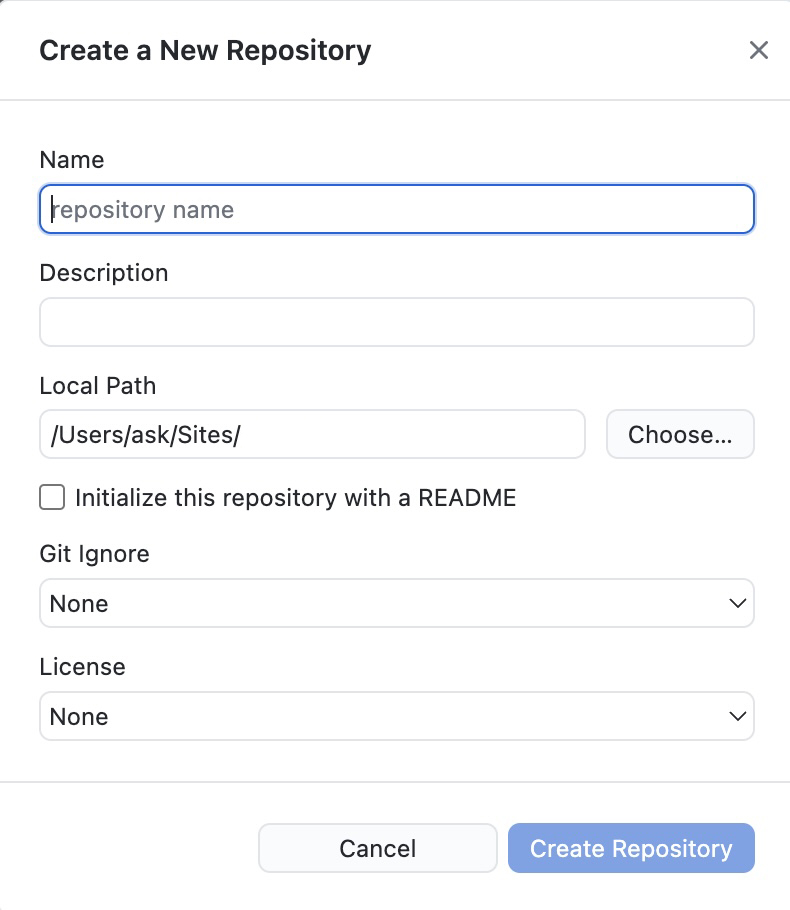 Create a New Repository
Name
repository name
Description
Local Path
/Users/ask/Sites/
Choose...
Initialize this repository with a README
Git Ignore
None
License
None
Cancel
Create Repository